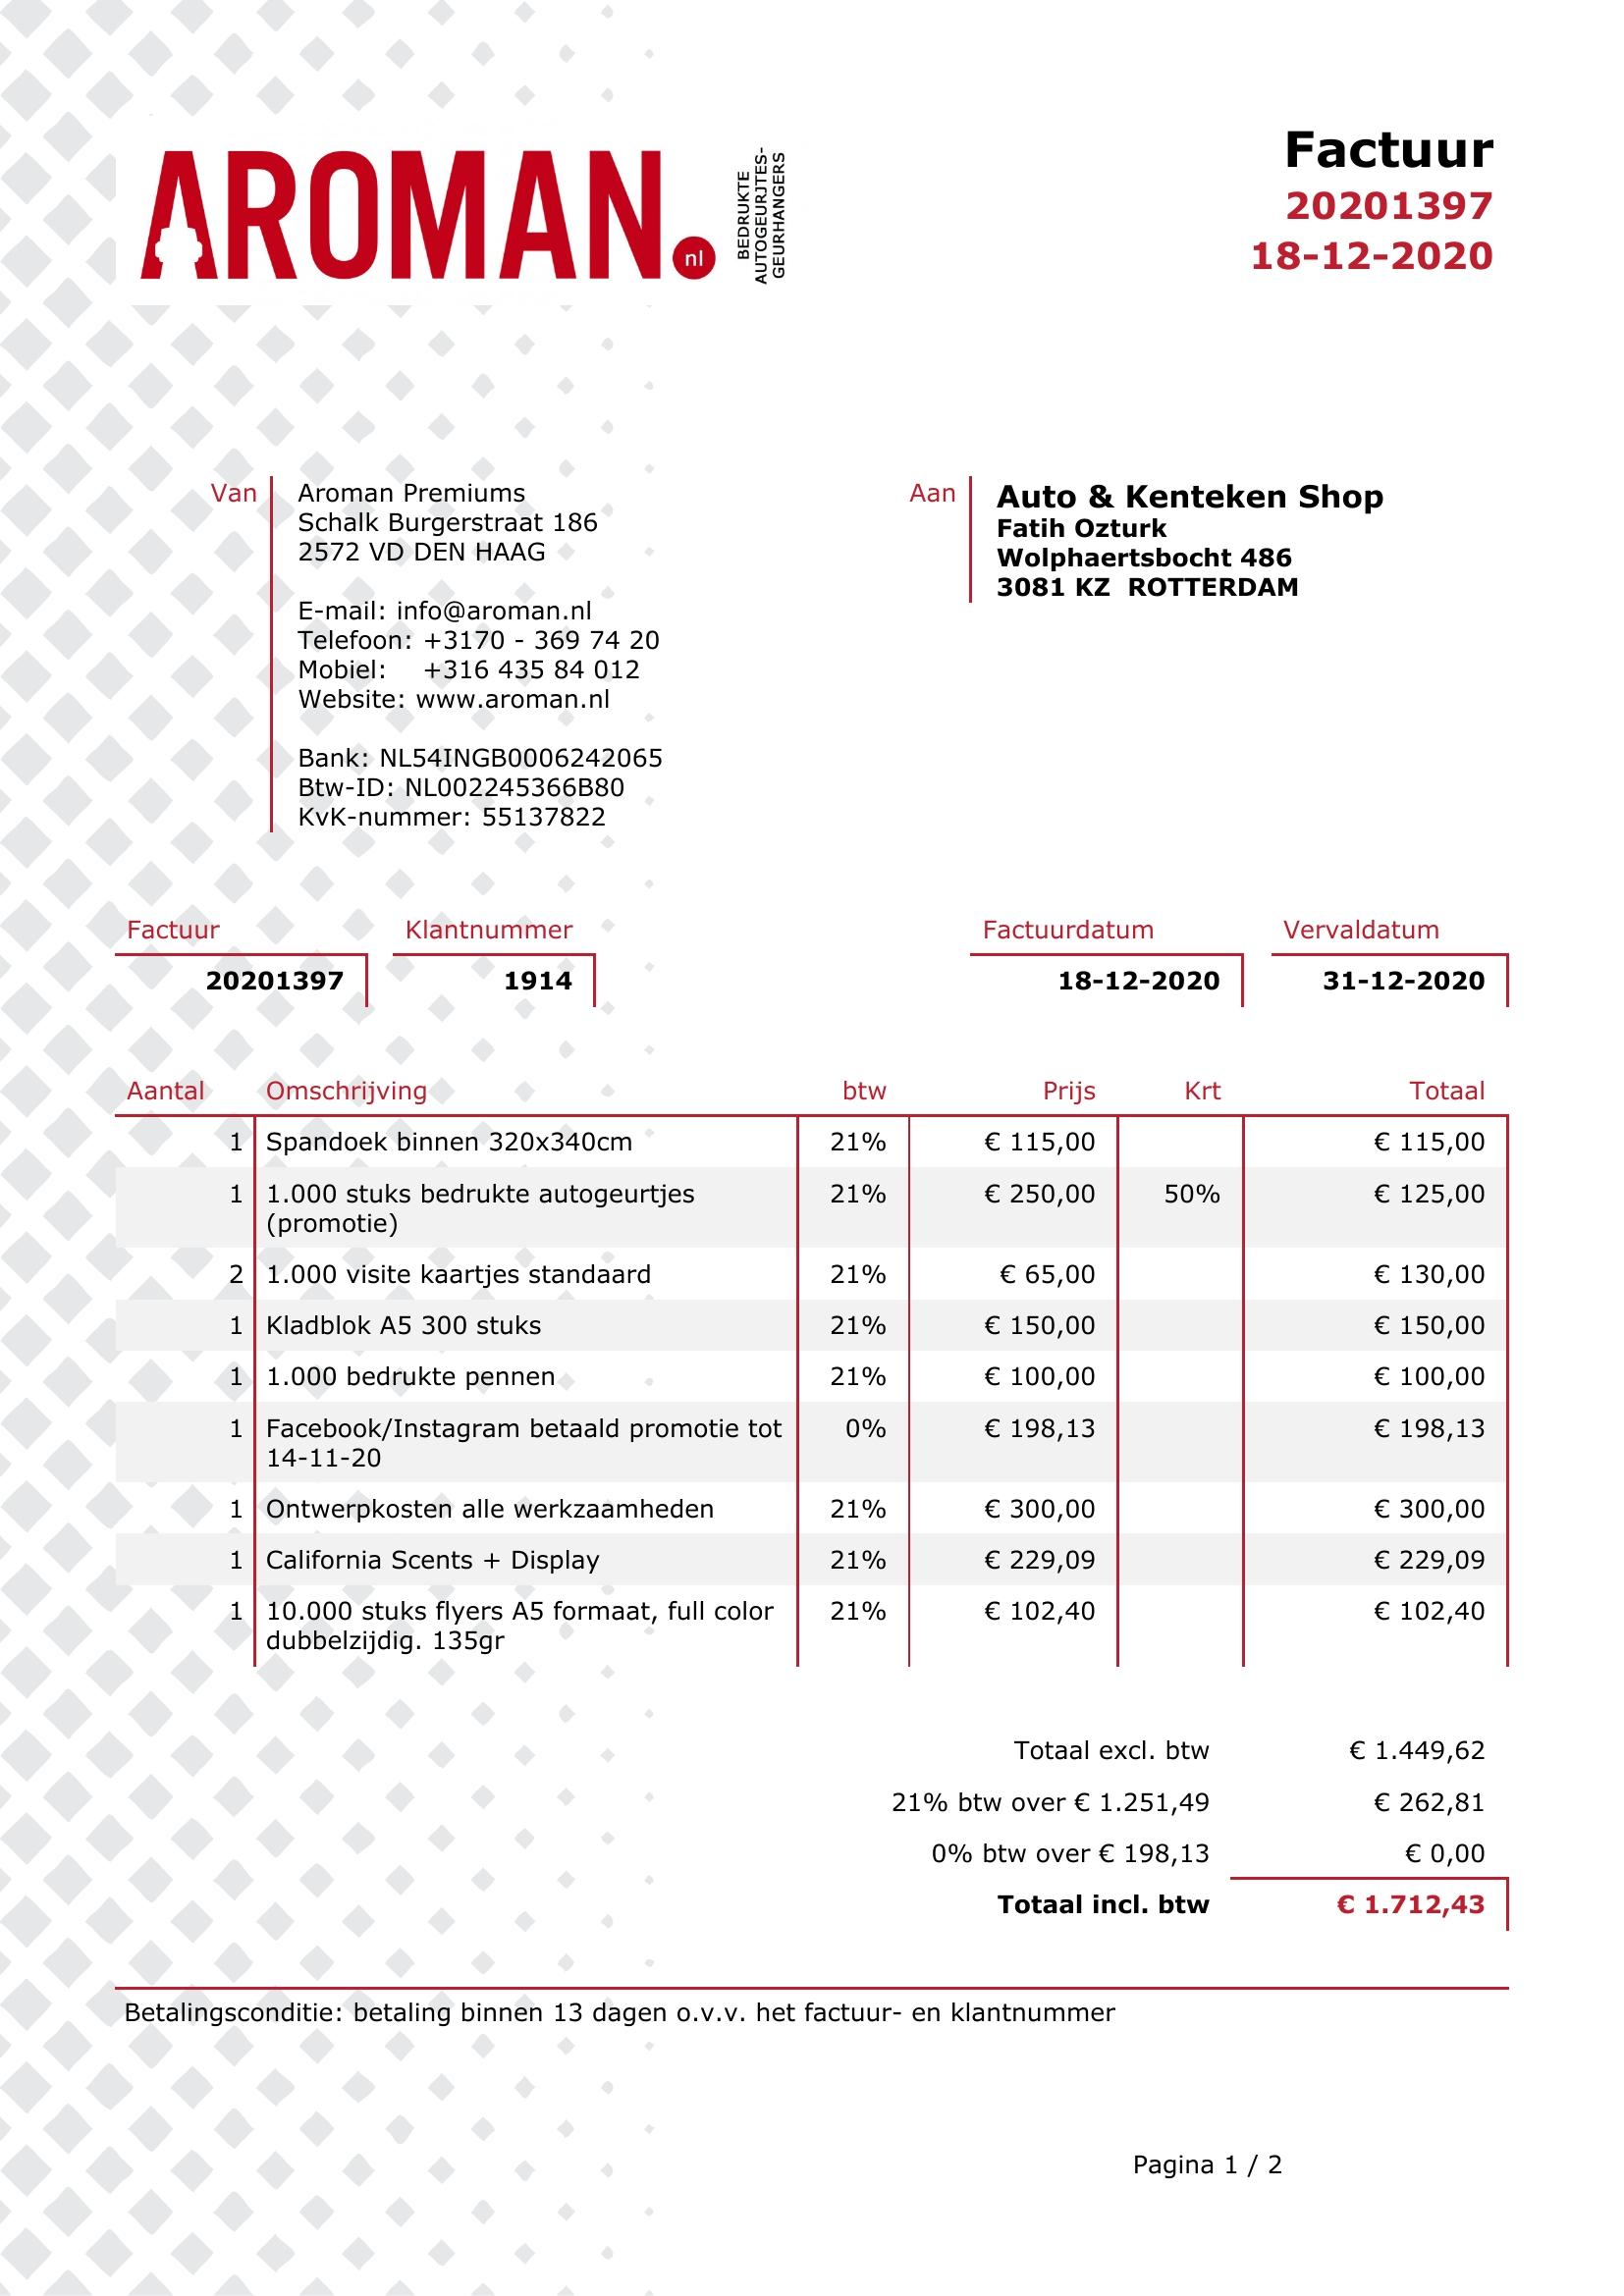 AROMAN.nl
BEDRUKTE
AUTOGEURJTES-
GEURHANGERS
Factuur
20201397
18-12-2020
Van
Aroman Premiums
Schalk Burgerstraat 186
2572 VD DEN HAAG
E-mail: info@aroman.nl
Telefoon: +3170 - 369 74 20
Mobiel: +316 435 84 012
Website: www.aroman.nl
Bank: NL54INGB0006242065
Btw-ID: NL002245366B80
KvK-nummer: 55137822
Aan
Auto & Kenteken Shop
Fatih Ozturk
Wolphaertsbocht 486
3081 KZ ROTTERDAM
Factuur Klantnummer Factuurdatum Vervaldatum
20201397 1914 18-12-2020 31-12-2020
Aantal Omschrijving btw Prijs Krt Totaal
1 Spandoek binnen 320x340cm 21% € 115,00 € 115,00
1 1.000 stuks bedrukte autogeurtjes 21% € 250,00 50% € 125,00
(promotie)
2 1.000 visite kaartjes standaard 21% € 65,00 € 130,00
1 Kladblok A5 300 stuks 21% € 150,00 € 150,00
1 1.000 bedrukte pennen 21% € 100,00 € 100,00
1 Facebook/Instagram betaald promotie tot 0% € 198,13 € 198,13
14-11-20
1 Ontwerpkosten alle werkzaamheden 21% € 300,00 € 300,00
1 California Scents + Display 21% € 229,09 € 229,09
1 10.000 stuks flyers A5 formaat, full color 21% € 102,40 € 102,40
dubbelzijdig. 135gr
Totaal excl. btw € 1.449,62
21% btw over € 1.251,49 € 262,81
0% btw over € 198,13 € 0,00
Totaal incl. btw € 1.712,43
Betalingsconditie: betaling binnen 13 dagen o.v.v. het factuur- en klantnummer
Pagina 1 / 2